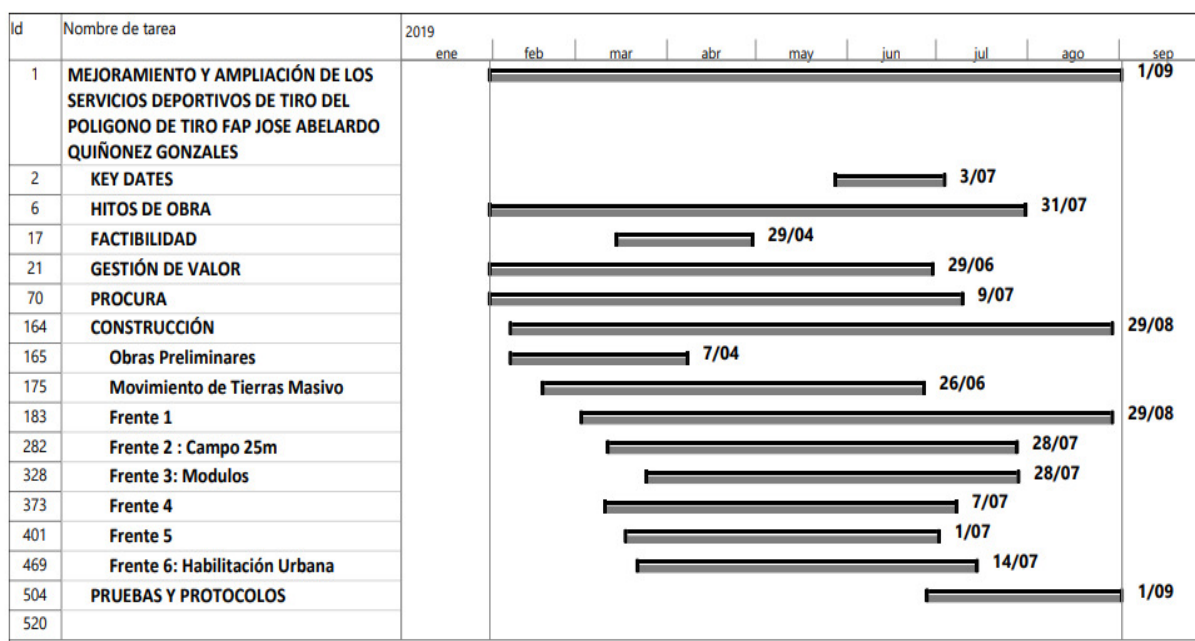 Id Nombre de tarea 2019
ene feb mar abr may jun jul ago sep
1 MEJORAMIENTO Y AMPLIACIÓN DE LOS 1/09
SERVICIOS DEPORTIVOS DE TIRO DEL
POLIGONO DE TIRO FAP JOSE ABELARDO
QUIÑONEZ GONZALES
2 KEY DATES 3/07
6 HITOS DE OBRA 31/07
17 FACTIBILIDAD 29/04
21 GESTIÓN DE VALOR 29/06
70 PROCURA 9/07
164 CONSTRUCCIÓN 29/08
165 Obras Preliminares 7/04
175 Movimiento de Tierras Masivo 26/06
183 Frente 1 29/08
282 Frente 2 : Campo 25m 28/07
328 Frente 3: Modulos 28/07
373 Frente 4 7/07
401 Frente 5 1/07
469 Frente 6: Habilitación Urbana 14/07
504 PRUEBAS Y PROTOCOLOS 1/09
520